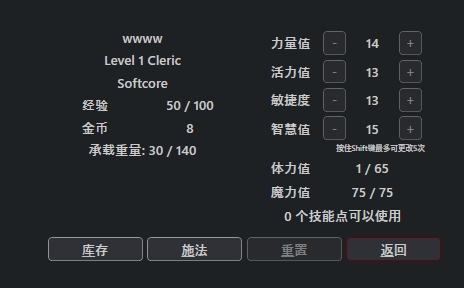 wwww
Level 1 Cleric
Softcore
经验 50 / 100
金币 8
承载重量: 30 / 140
力量值 - 14 +
活力值 - 13 +
敏捷度 - 13 +
智慧值 - 15 +
按住Shift键最多可更改5次
体力值 1 / 65
魔力值 75 / 75
0 个技能点可以使用
库存 施法 重置 返回